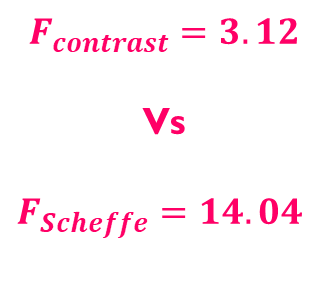 F_contrast = 3.12
Vs
F_Scheffe = 14.04